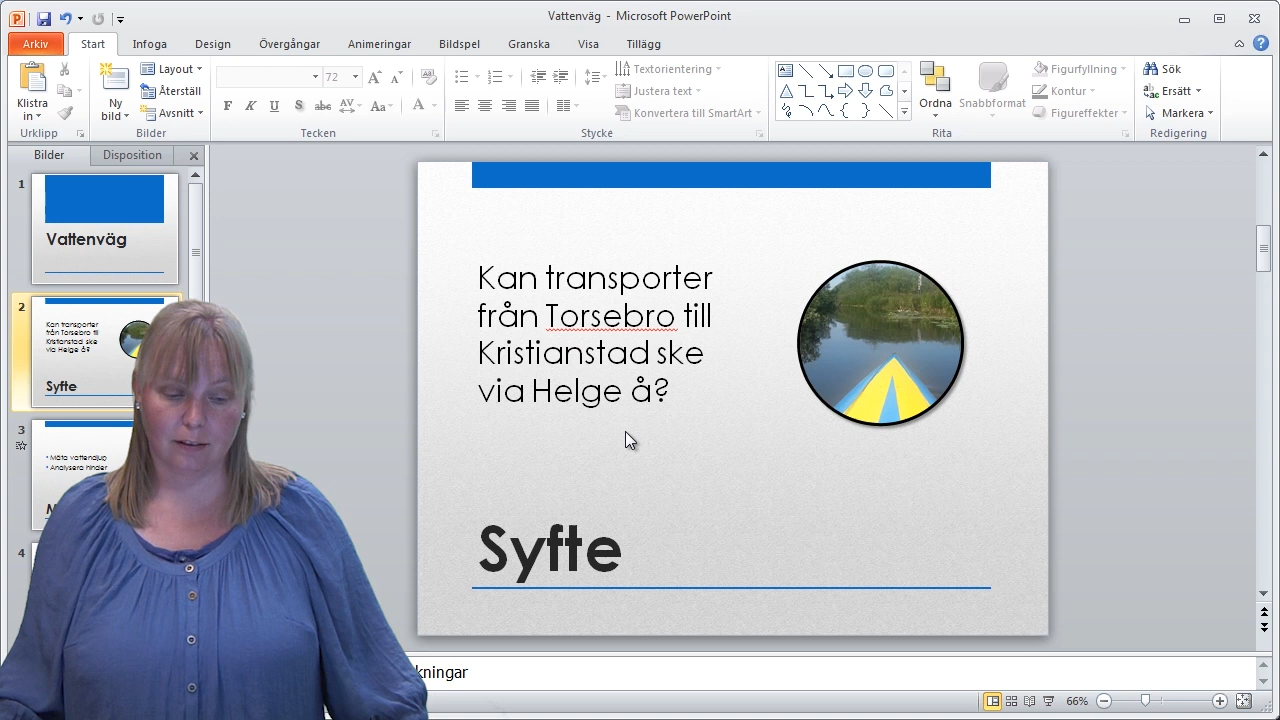 Vattenväg - Microsoft PowerPoint
Arkiv Start Infoga Design Övergångar Animeringar Bildspel Granska Visa Tillägg
Klistra in
Urklipp
Ny bild
Layout
Återställ
Avsnitt
Bilder
72
F K U S abc AV Aa A
Tecken
Textorientering
Justera text
Konvertera till SmartArt
Stycke
Ordna
Snabbformat
Figurfyllning
Kontur
Figureffekter
Rita
Sök
Ersätt
Markera
Redigering
Bilder Disposition
1
Vattenväg
2
Kan transporter
från Torsebro till
Kristianstad ske
via Helge å?
Syfte
3
• Mäta vattendjup
• Analysera hinder
4
Kan transporter
från Torsebro till
Kristianstad ske
via Helge å?
Syfte
kningar
66%